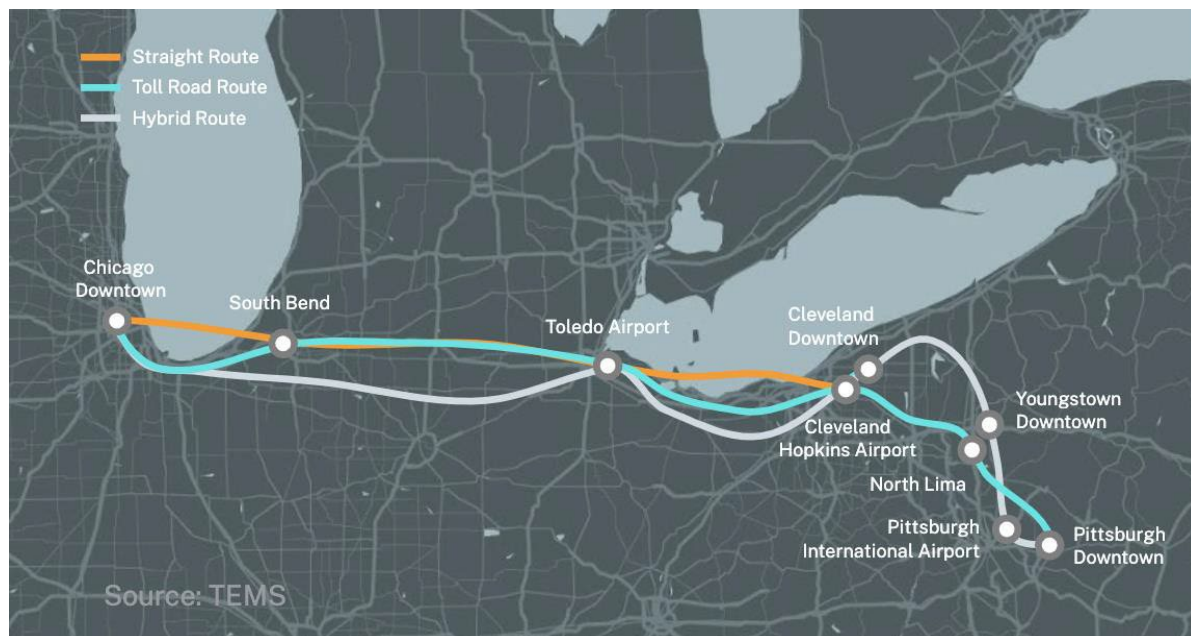 Straight Route
Toll Road Route
Hybrid Route
Chicago
Downtown
South Bend
Toledo Airport
Cleveland
Downtown
Cleveland
Hopkins Airport
Youngstown
Downtown
North Lima
Pittsburgh
International Airport
Pittsburgh
Downtown
Source: TEMS